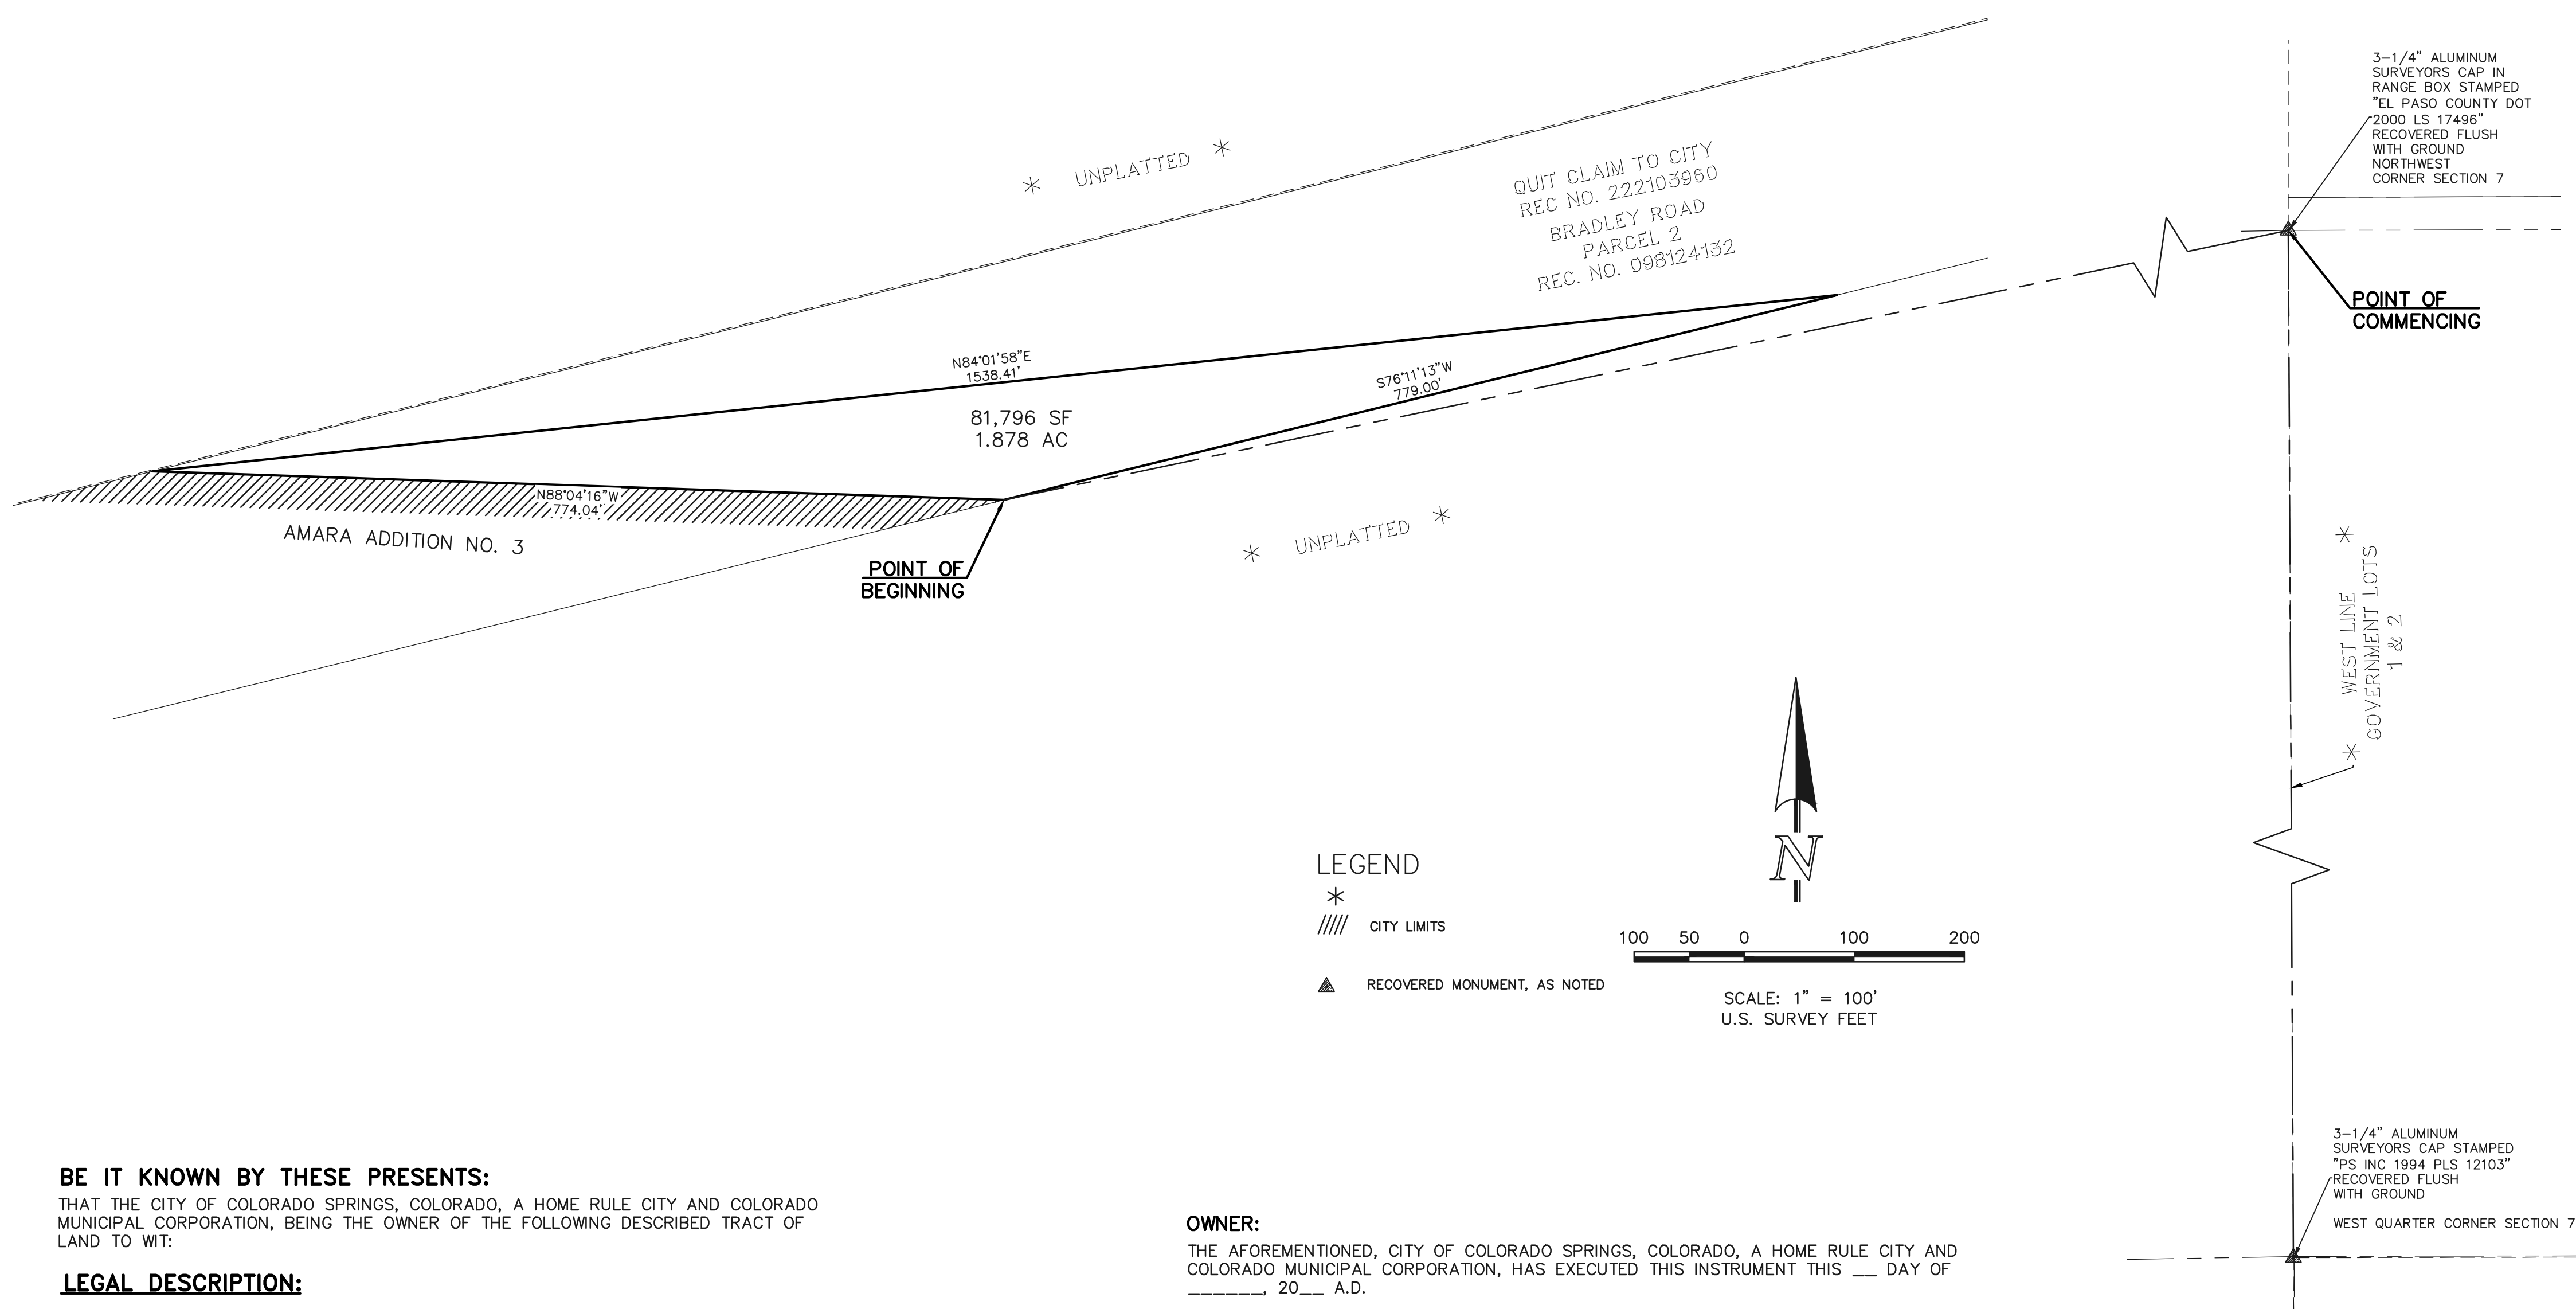 3-1/4" ALUMINUM
SURVEYORS CAP IN
RANGE BOX STAMPED
"EL PASO COUNTY DOT
2000 LS 17496"
RECOVERED FLUSH
WITH GROUND
NORTHWEST
CORNER SECTION 7
* UNPLATTED *
QUIT CLAIM TO CITY
REC NO. 222103960
BRADLEY ROAD
PARCEL 2
REC. NO. 098124132
POINT OF
COMMENCING
N84°01'58"E
1538.41'
S76°11'13"W
779.00'
81,796 SF
1.878 AC
N88°04'16"W
774.04'
AMARA ADDITION NO. 3
POINT OF
BEGINNING
* UNPLATTED *
* WEST LINE *
GOVERNMENT LOTS
1 & 2
N
LEGEND
*
CITY LIMITS
RECOVERED MONUMENT, AS NOTED
100 50 0 100 200
SCALE: 1" = 100'
U.S. SURVEY FEET
3-1/4" ALUMINUM
SURVEYORS CAP STAMPED
"PS INC 1994 PLS 12103"
RECOVERED FLUSH
WITH GROUND
WEST QUARTER CORNER SECTION 7
BE IT KNOWN BY THESE PRESENTS:
THAT THE CITY OF COLORADO SPRINGS, COLORADO, A HOME RULE CITY AND COLORADO
MUNICIPAL CORPORATION, BEING THE OWNER OF THE FOLLOWING DESCRIBED TRACT OF
LAND TO WIT:
LEGAL DESCRIPTION:
OWNER:
THE AFOREMENTIONED, CITY OF COLORADO SPRINGS, COLORADO, A HOME RULE CITY AND
COLORADO MUNICIPAL CORPORATION, HAS EXECUTED THIS INSTRUMENT THIS __ DAY OF
______, 20__ A.D.